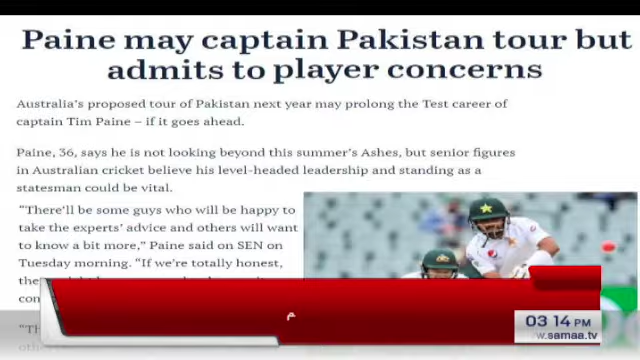 Paine may captain Pakistan tour but
admits to player concerns
Australia's proposed tour of Pakistan next year may prolong the Test career of
captain Tim Paine – if it goes ahead.
Paine, 36, says he is not looking beyond this summer's Ashes, but senior figures
in Australian cricket believe his level-headed leadership and standing as a
statesman could be vital.
“There'll be some guys who will be happy to
take the experts' advice and others will want
to know a bit more,” Paine said on SEN on
Tuesday morning. “If we're totally honest,
م
03 14 PM
www.samaa.tv